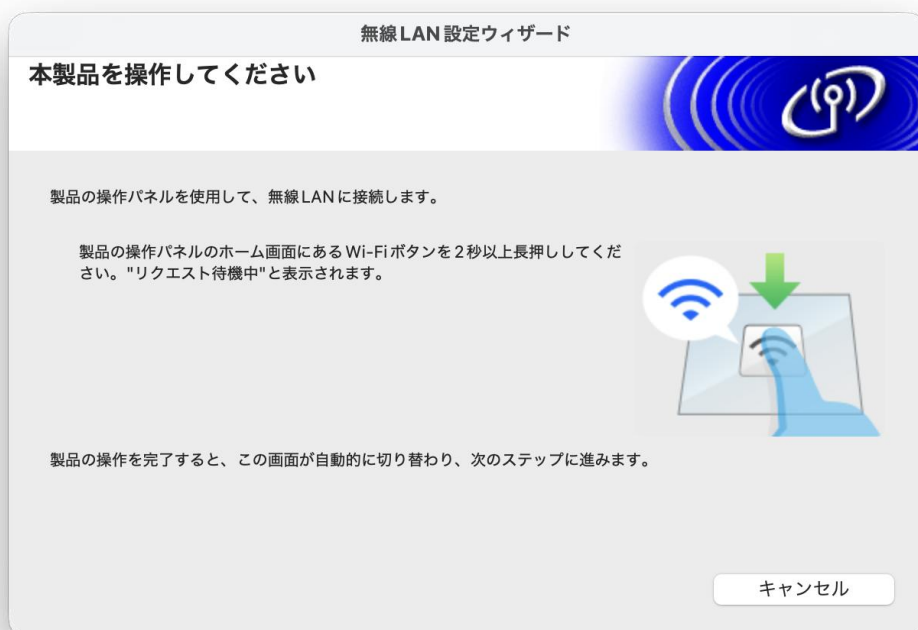 無線LAN設定ウィザード
本製品を操作してください
製品の操作パネルを使用して、無線LANに接続します。
製品の操作パネルのホーム画面にあるWi-Fiボタンを2秒以上長押ししてくだ
さい。"リクエスト待機中"と表示されます。
製品の操作を完了すると、この画面が自動的に切り替わり、次のステップに進みます。
キャンセル